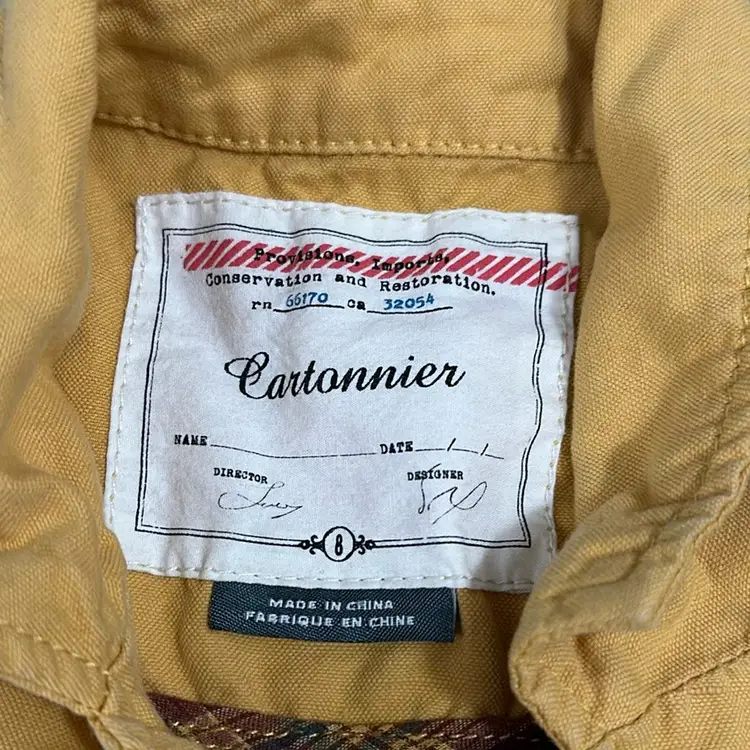 Provisions, Imports,
Conservation and Restoration.
rn 66170 ca 32054
Cartonnier
NAME DATE / /
DIRECTOR DESIGNER
8
MADE IN CHINA
FABRIQUE EN CHINE